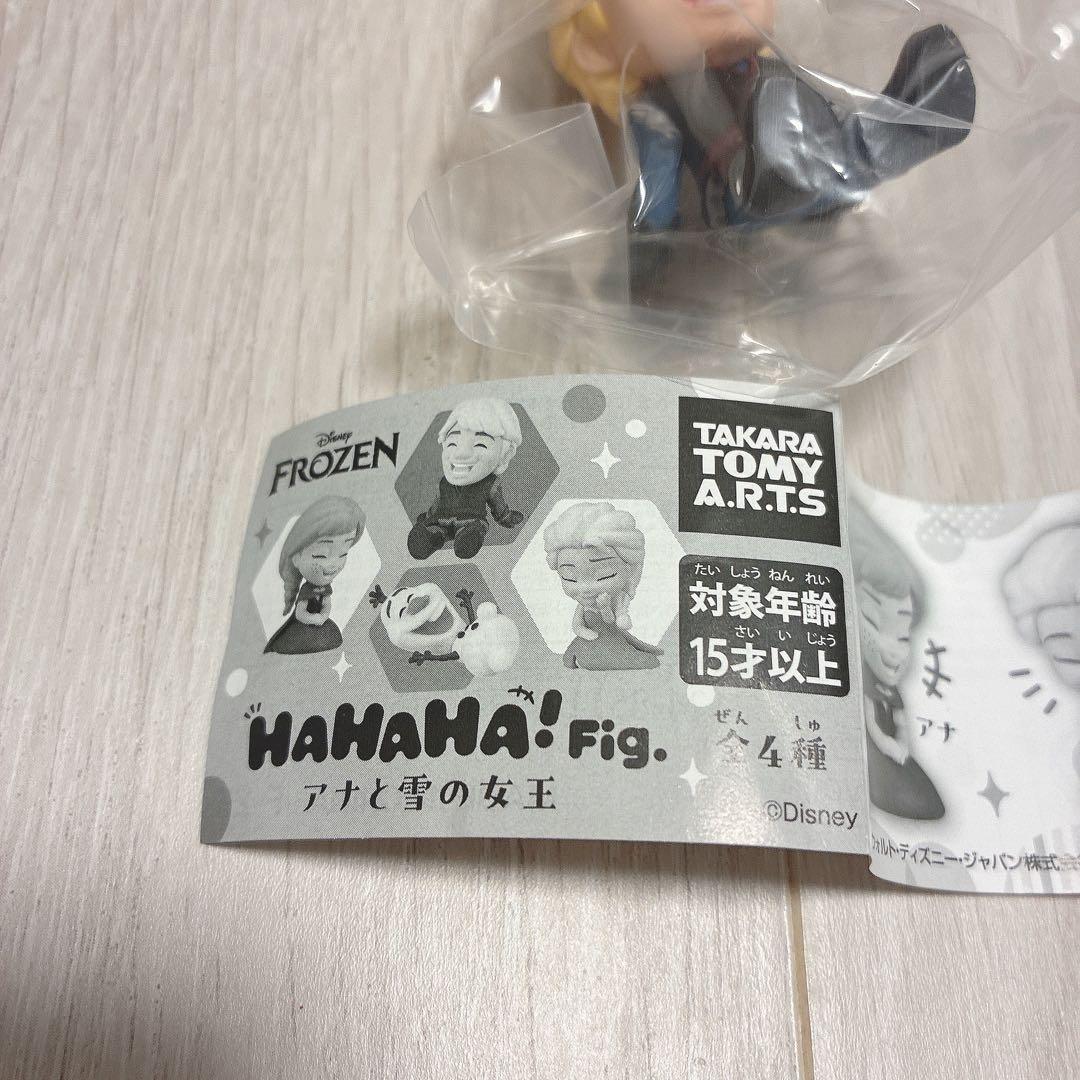 Disney
FROZEN
TAKARA
TOMY
A.R.T.S
たいしょうねんれい
対象年齢
さいいじょう
15才以上
HAHAHA! Fig.
アナと雪の女王
ぜんしゅ
全4種
©Disney
アナ
ウォルト・ディズニー・ジャパン株式